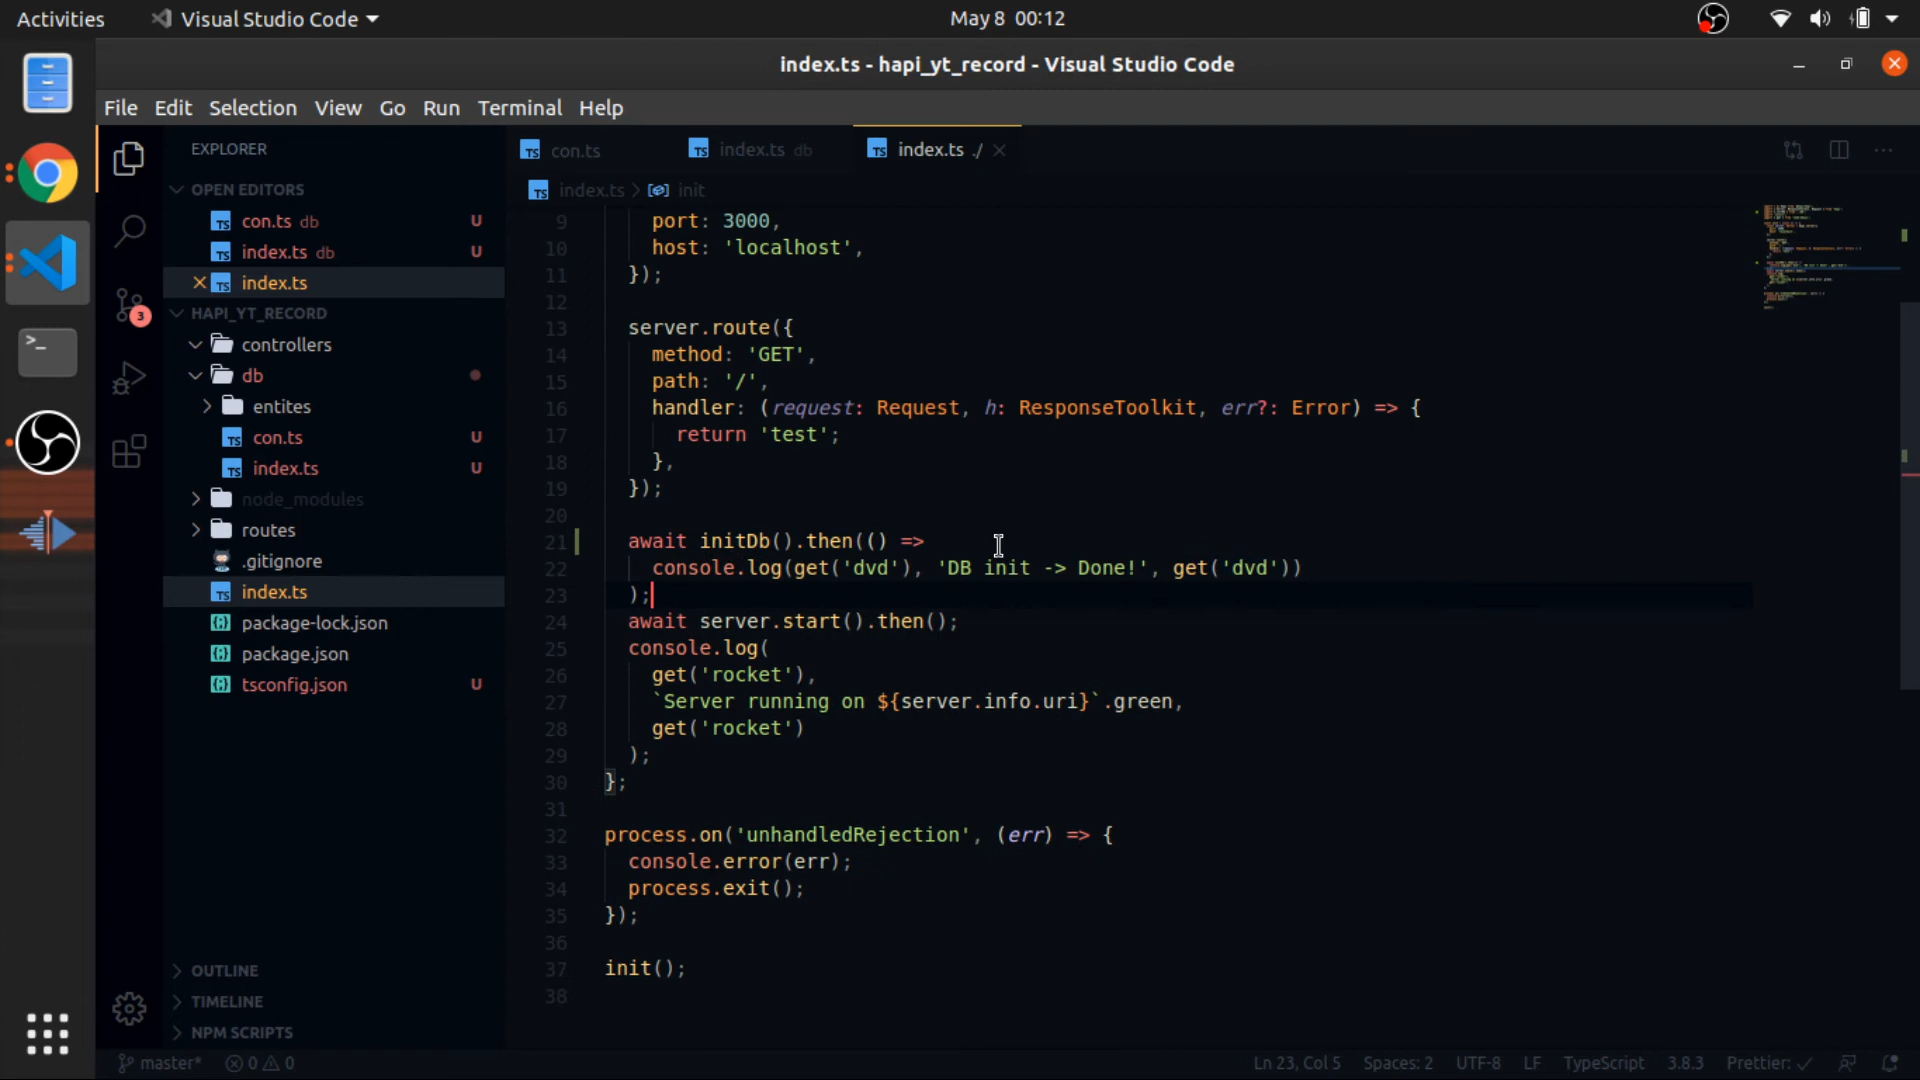 Activities
Visual Studio Code
May 8 00:12
index.ts - hapi_yt_record - Visual Studio Code
File Edit Selection View Go Run Terminal Help
EXPLORER
OPEN EDITORS
con.ts db U
index.ts db U
index.ts
HAPI_YT_RECORD
controllers
db
entites
con.ts U
index.ts U
node_modules
routes
.gitignore
index.ts
package-lock.json
package.json
tsconfig.json U
OUTLINE
TIMELINE
NPM SCRIPTS
3
con.ts
index.ts db
index.ts ./
index.ts > init
9 port: 3000,
10 host: 'localhost',
11 });
12
13 server.route({
14 method: 'GET',
15 path: '/',
16 handler: (request: Request, h: ResponseToolkit, err?: Error) => {
17 return 'test';
18 },
19 });
20
21 await initDb().then(() =>
22 console.log(get('dvd'), 'DB init -> Done!', get('dvd'))
23 );
24 await server.start().then();
25 console.log(
26 get('rocket'),
27 `Server running on ${server.info.uri}`.green,
28 get('rocket')
29 );
30 };
31
32 process.on('unhandledRejection', (err) => {
33 console.error(err);
34 process.exit();
35 });
36
37 init();
38
master* 0 0
Ln 23, Col 5 Spaces: 2 UTF-8 LF TypeScript 3.8.3 Prettier: ✓